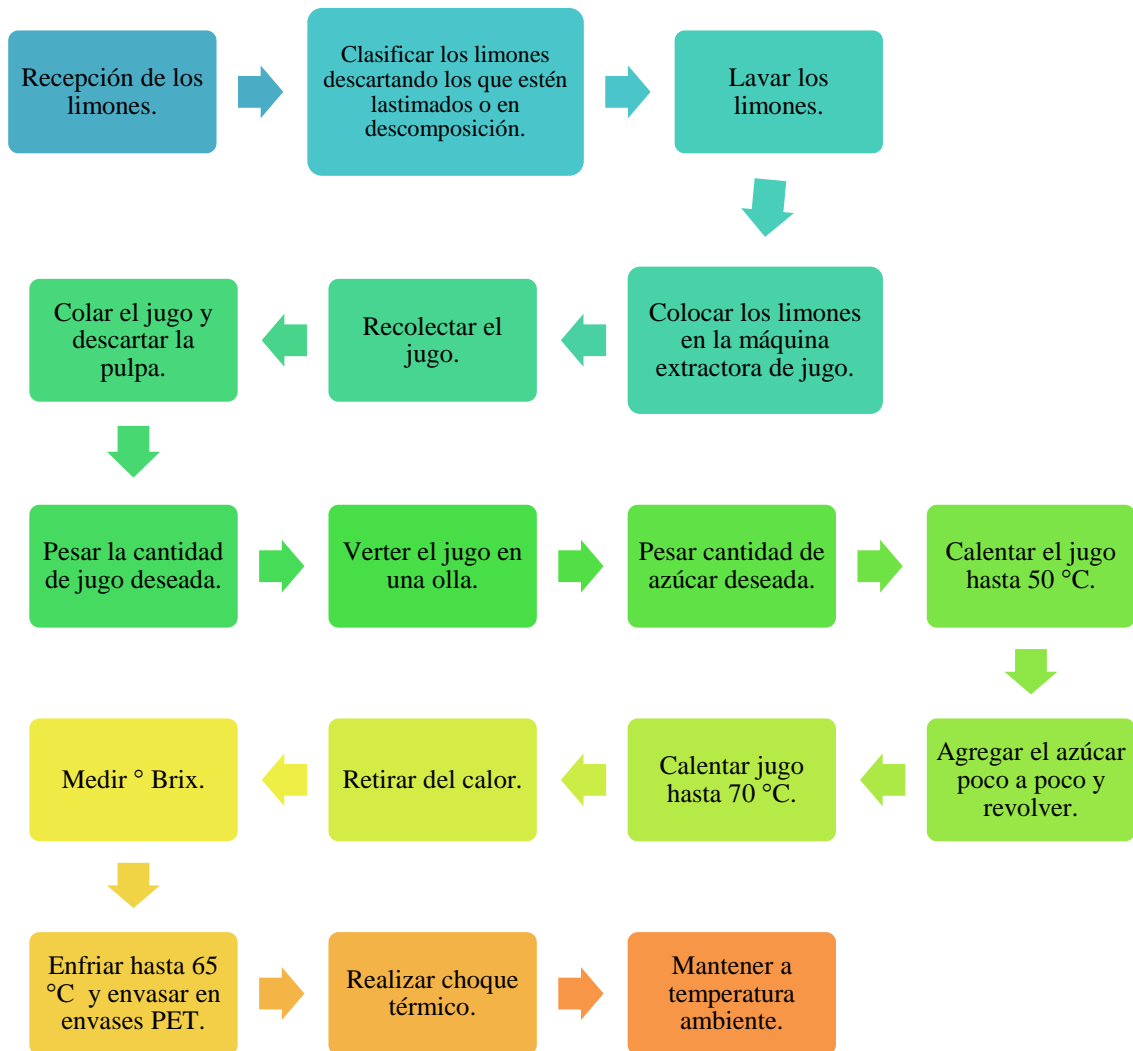 Recepción de los
limones.
Clasificar los limones
descartando los que estén
lastimados o en
descomposición.
Lavar los
limones.
Colocar los limones
en la máquina
extractora de jugo.
Recolectar el
jugo.
Colar el jugo y
descartar la
pulpa.
Pesar la cantidad
de jugo deseada.
Verter el jugo en
una olla.
Pesar cantidad de
azúcar deseada.
Calentar el jugo
hasta 50 °C.
Agregar el azúcar
poco a poco y
revolver.
Calentar jugo
hasta 70 °C.
Retirar del calor.
Medir ° Brix.
Enfriar hasta 65
°C y envasar en
envases PET.
Realizar choque
térmico.
Mantener a
temperatura
ambiente.